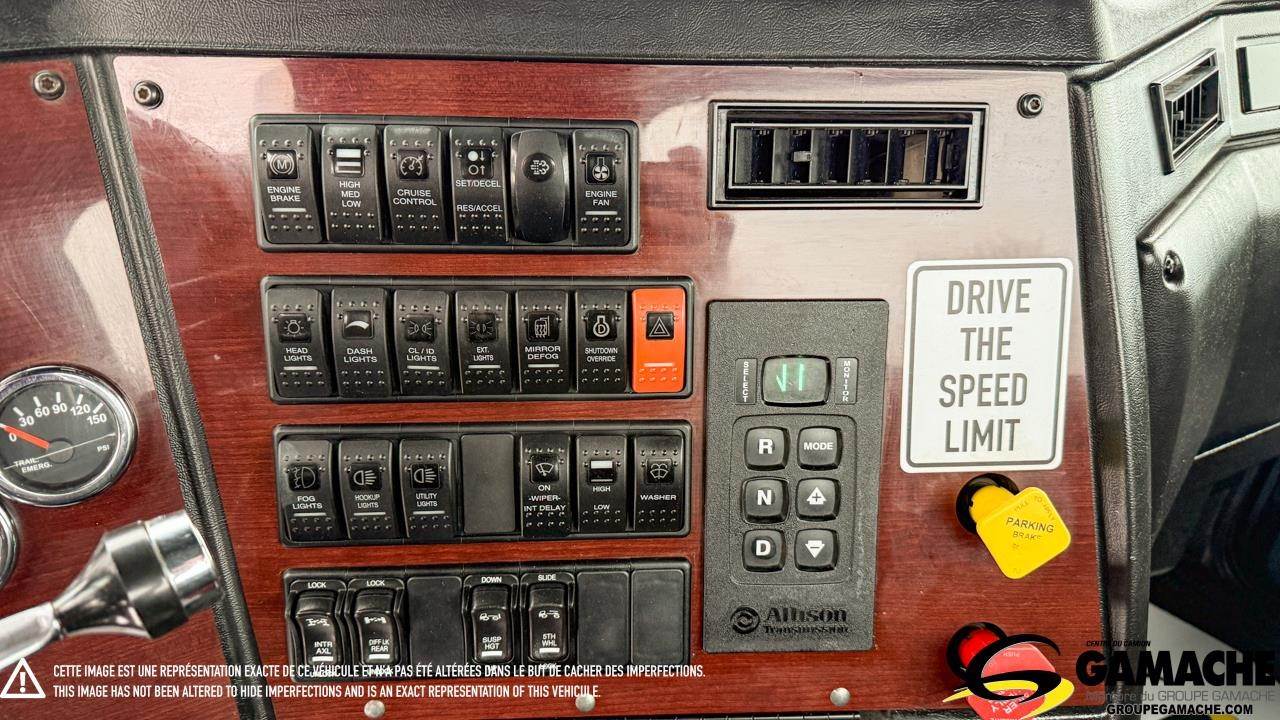 ENGINE
BRAKE
HIGH
MED
LOW
CRUISE
CONTROL
SET/DECEL
RES/ACCEL
ENGINE
FAN
HEAD
LIGHTS
DASH
LIGHTS
CL / ID
LIGHTS
EXT.
LIGHTS
MIRROR
DEFOG
SHUTDOWN
OVERRIDE
FOG
LIGHTS
HOOKUP
LIGHTS
UTILITY
LIGHTS
ON
-WIPER-
INT DELAY
HIGH
LOW
WASHER
LOCK
INTR
AXL
LOCK
DIFF LK
REAR
DOWN
SUSP
HGT
SLIDE
5TH
WHL
0 30 60 90 120 150
PSI
TRAIL.
EMERG.
SELECT
MONITOR
R MODE
N
D
Allison
Transmission
DRIVE
THE
SPEED
LIMIT
PARKING
BRAKE
CETTE IMAGE EST UNE REPRÉSENTATION EXACTE DE CE VÉHICULE ET N'A PAS ÉTÉ ALTÉRÉES DANS LE BUT DE CACHER DES IMPERFECTIONS.
THIS IMAGE HAS NOT BEEN ALTERED TO HIDE IMPERFECTIONS AND IS AN EXACT REPRESENTATION OF THIS VEHICULE.
CENTRE DU CAMION
GAMACHE
Membre du GROUPE GAMACHE
GROUPEGAMACHE.COM